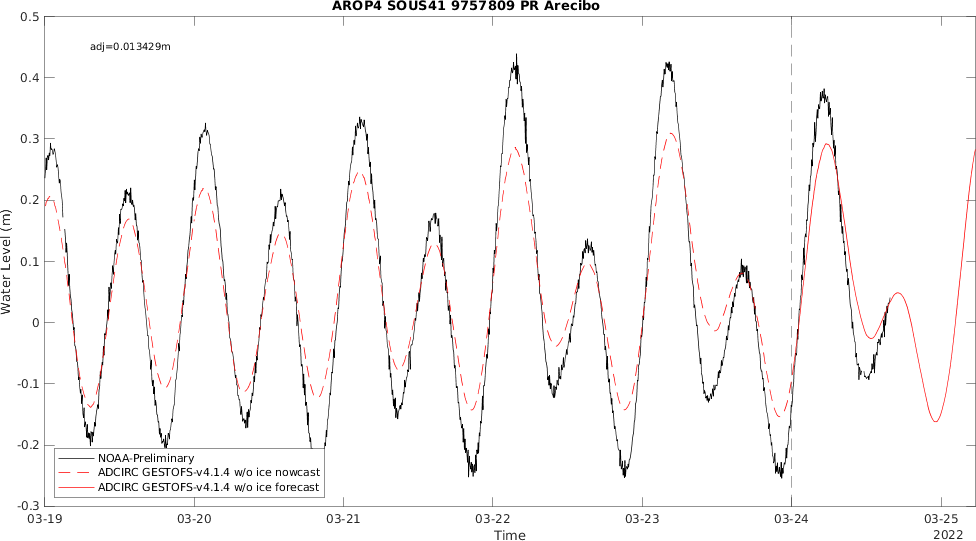 AROP4 SOUS41 9757809 PR Arecibo
adj=0.013429m
0.5
0.4
0.3
0.2
0.1
0
-0.1
-0.2
-0.3
Water Level (m)
NOAA-Preliminary
ADCIRC GESTOFS-v4.1.4 w/o ice nowcast
ADCIRC GESTOFS-v4.1.4 w/o ice forecast
03-19 03-20 03-21 03-22 03-23 03-24 03-25
Time
2022